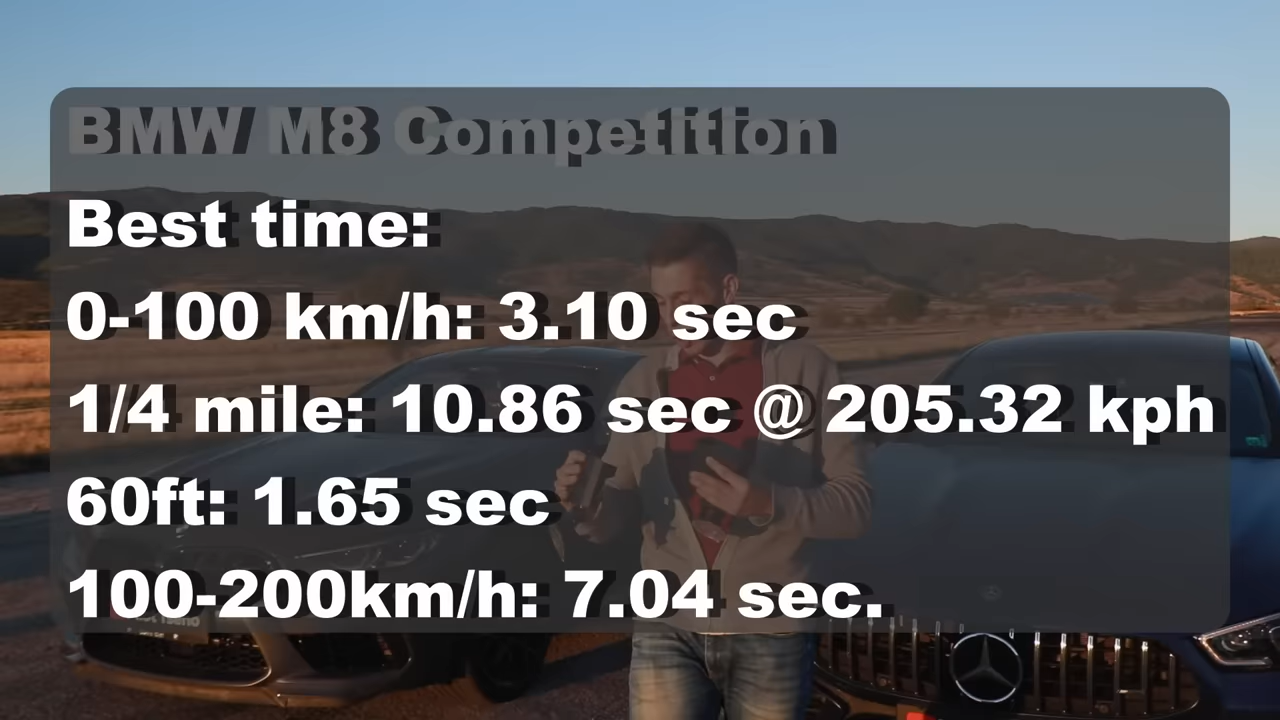 BMW M8 Competition
Best time:
0-100 km/h: 3.10 sec
1/4 mile: 10.86 sec @ 205.32 kph
60ft: 1.65 sec
100-200km/h: 7.04 sec.